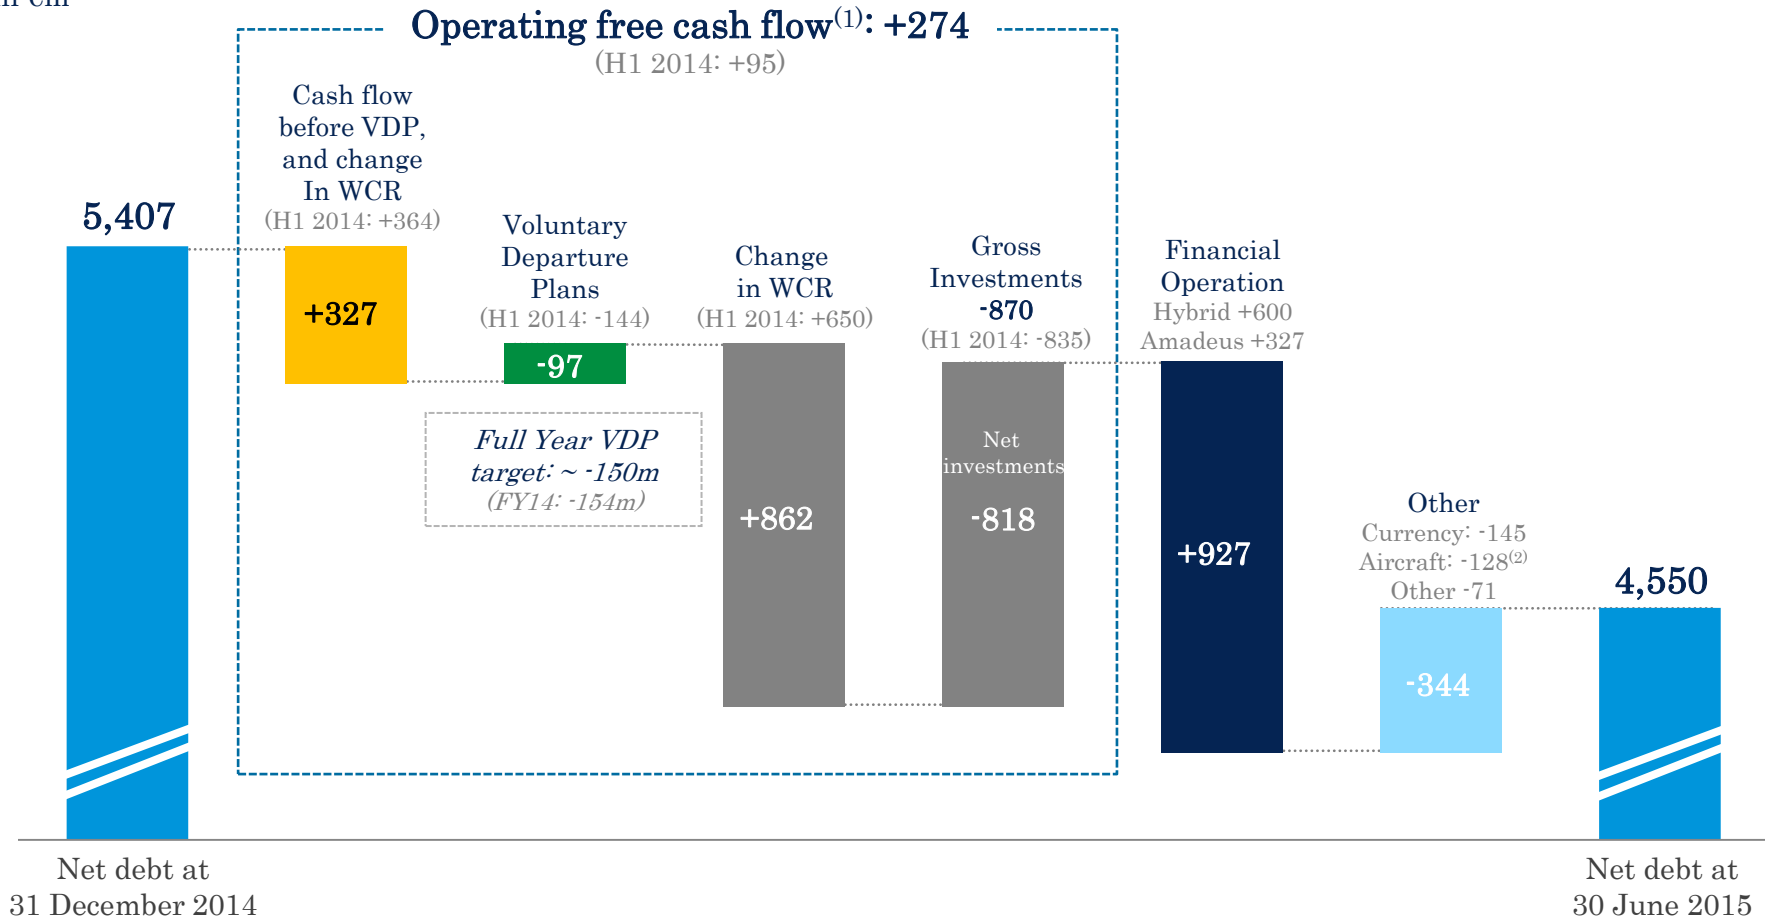 Operating free cash flow(1): +274
(H1 2014: +95)
Cash flow
before VDP,
and change
In WCR
(H1 2014: +364)
5,407
+327
Voluntary
Departure
Plans
(H1 2014: -144)
-97
Full Year VDP
target: ~ -150m
(FY14: -154m)
Change
in WCR
(H1 2014: +650)
+862
Gross
Investments
-870
(H1 2014: -835)
Net
investments
-818
Financial
Operation
Hybrid +600
Amadeus +327
+927
Other
Currency: -145
Aircraft: -128(2)
Other -71
-344
4,550
Net debt at
31 December 2014
Net debt at
30 June 2015